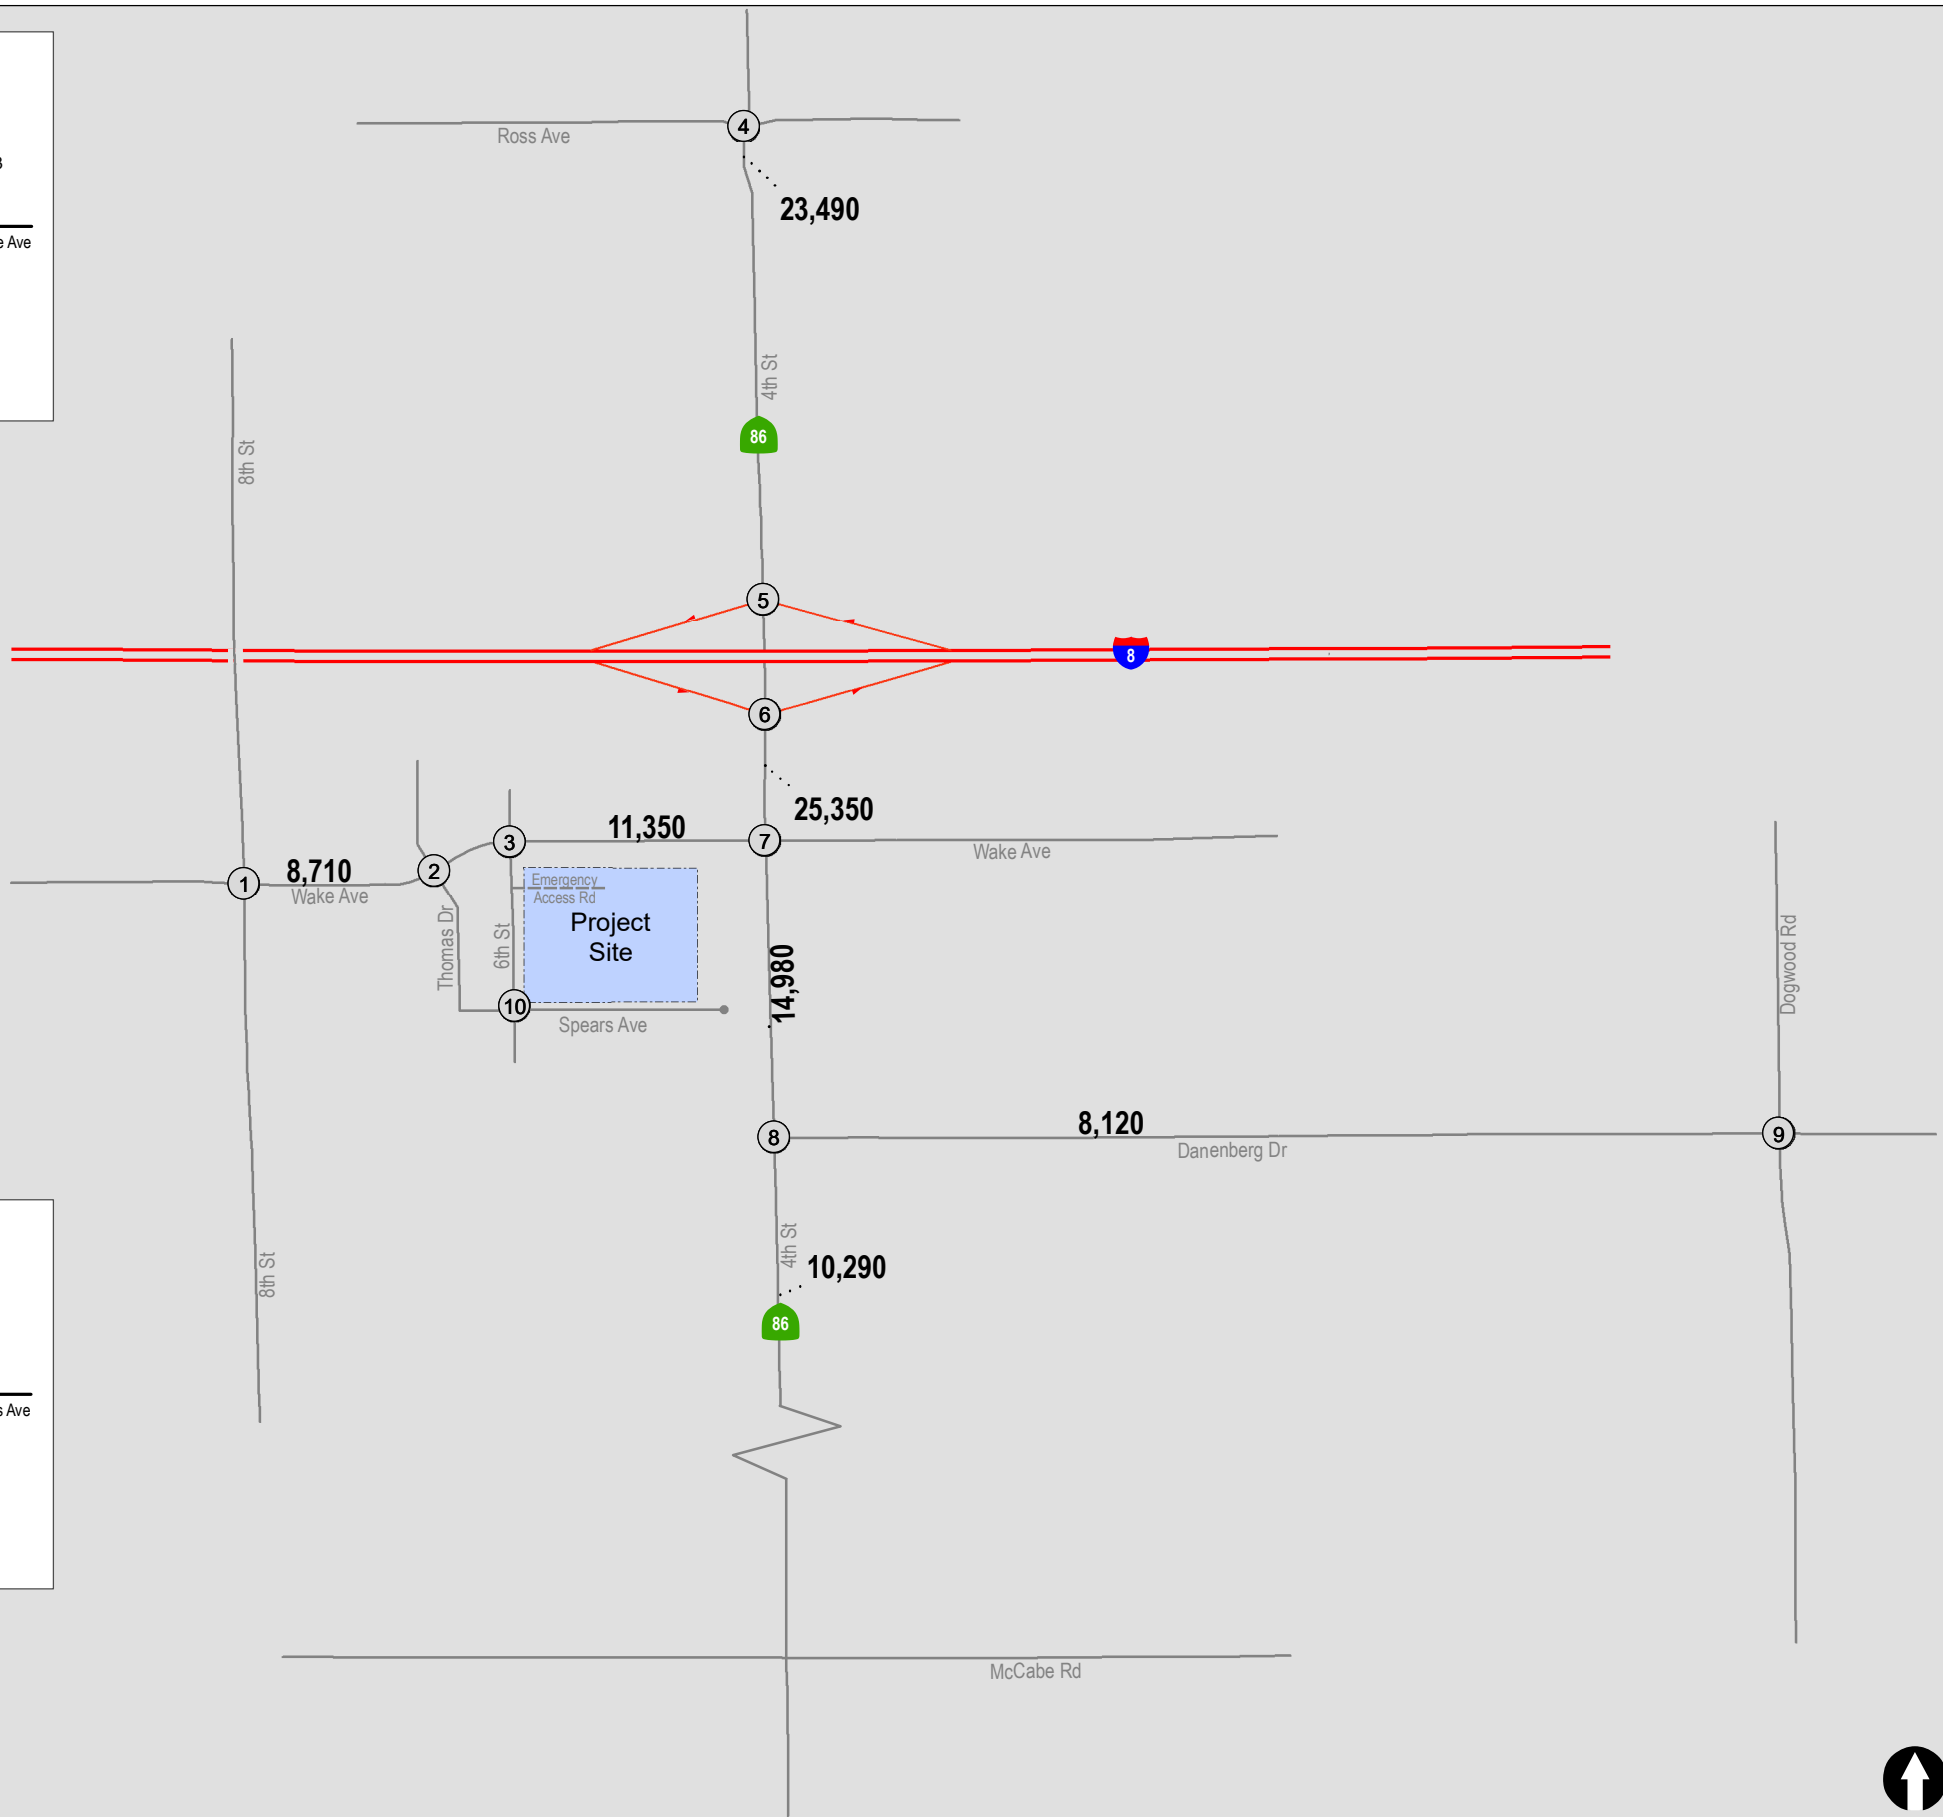 4
Ross Ave
3
23,490
e Ave
4th St
86
8th St
5
8
6
25,350
11,350
3
7
Wake Ave
8,710
2
1
Wake Ave
Emergency
Access Rd
Project
Site
Thomas Dr
6th St
14,980
Dogwood Rd
10
Spears Ave
8,120
8
9
Danenberg Dr
4th St
10,290
8th St
86
s Ave
McCabe Rd